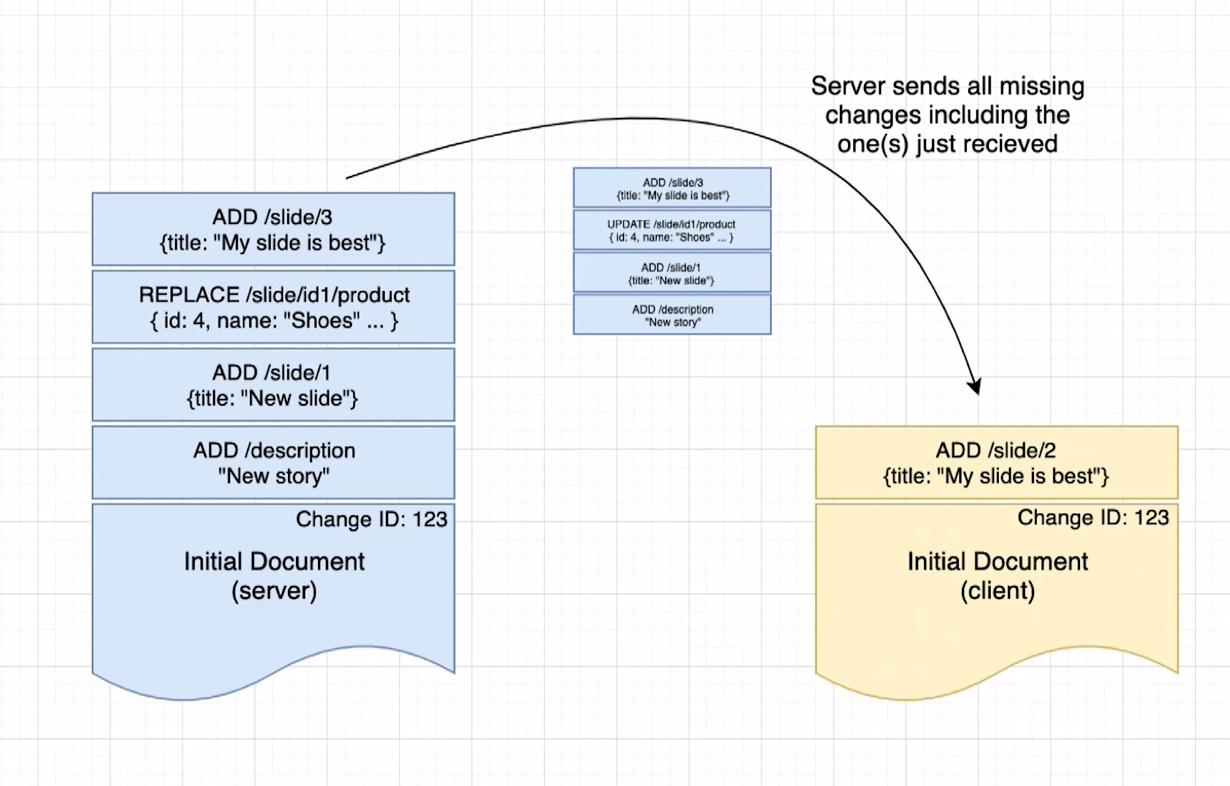 Server sends all missing
changes including the
one(s) just recieved
ADD /slide/3
{title: "My slide is best"}
REPLACE /slide/id1/product
{ id: 4, name: "Shoes" ... }
ADD /slide/1
{title: "New slide"}
ADD /description
"New story"
Change ID: 123
Initial Document
(server)
ADD /slide/3
{title: "My slide is best"}
UPDATE /slide/id1/product
{ id: 4, name: "Shoes" ... }
ADD /slide/1
{title: "New slide"}
ADD /description
"New story"
ADD /slide/2
{title: "My slide is best"}
Change ID: 123
Initial Document
(client)